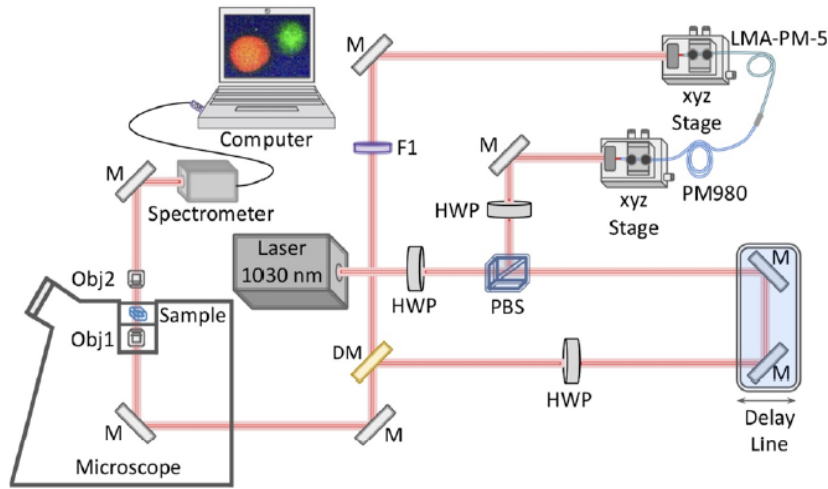 M
LMA-PM-5
xyz
Stage
Computer
F1
M
xyz
Stage
PM980
M
Spectrometer
HWP
Laser
1030 nm
HWP
PBS
M
Obj2
Sample
Obj1
DM
HWP
M
Delay
Line
M
M
Microscope